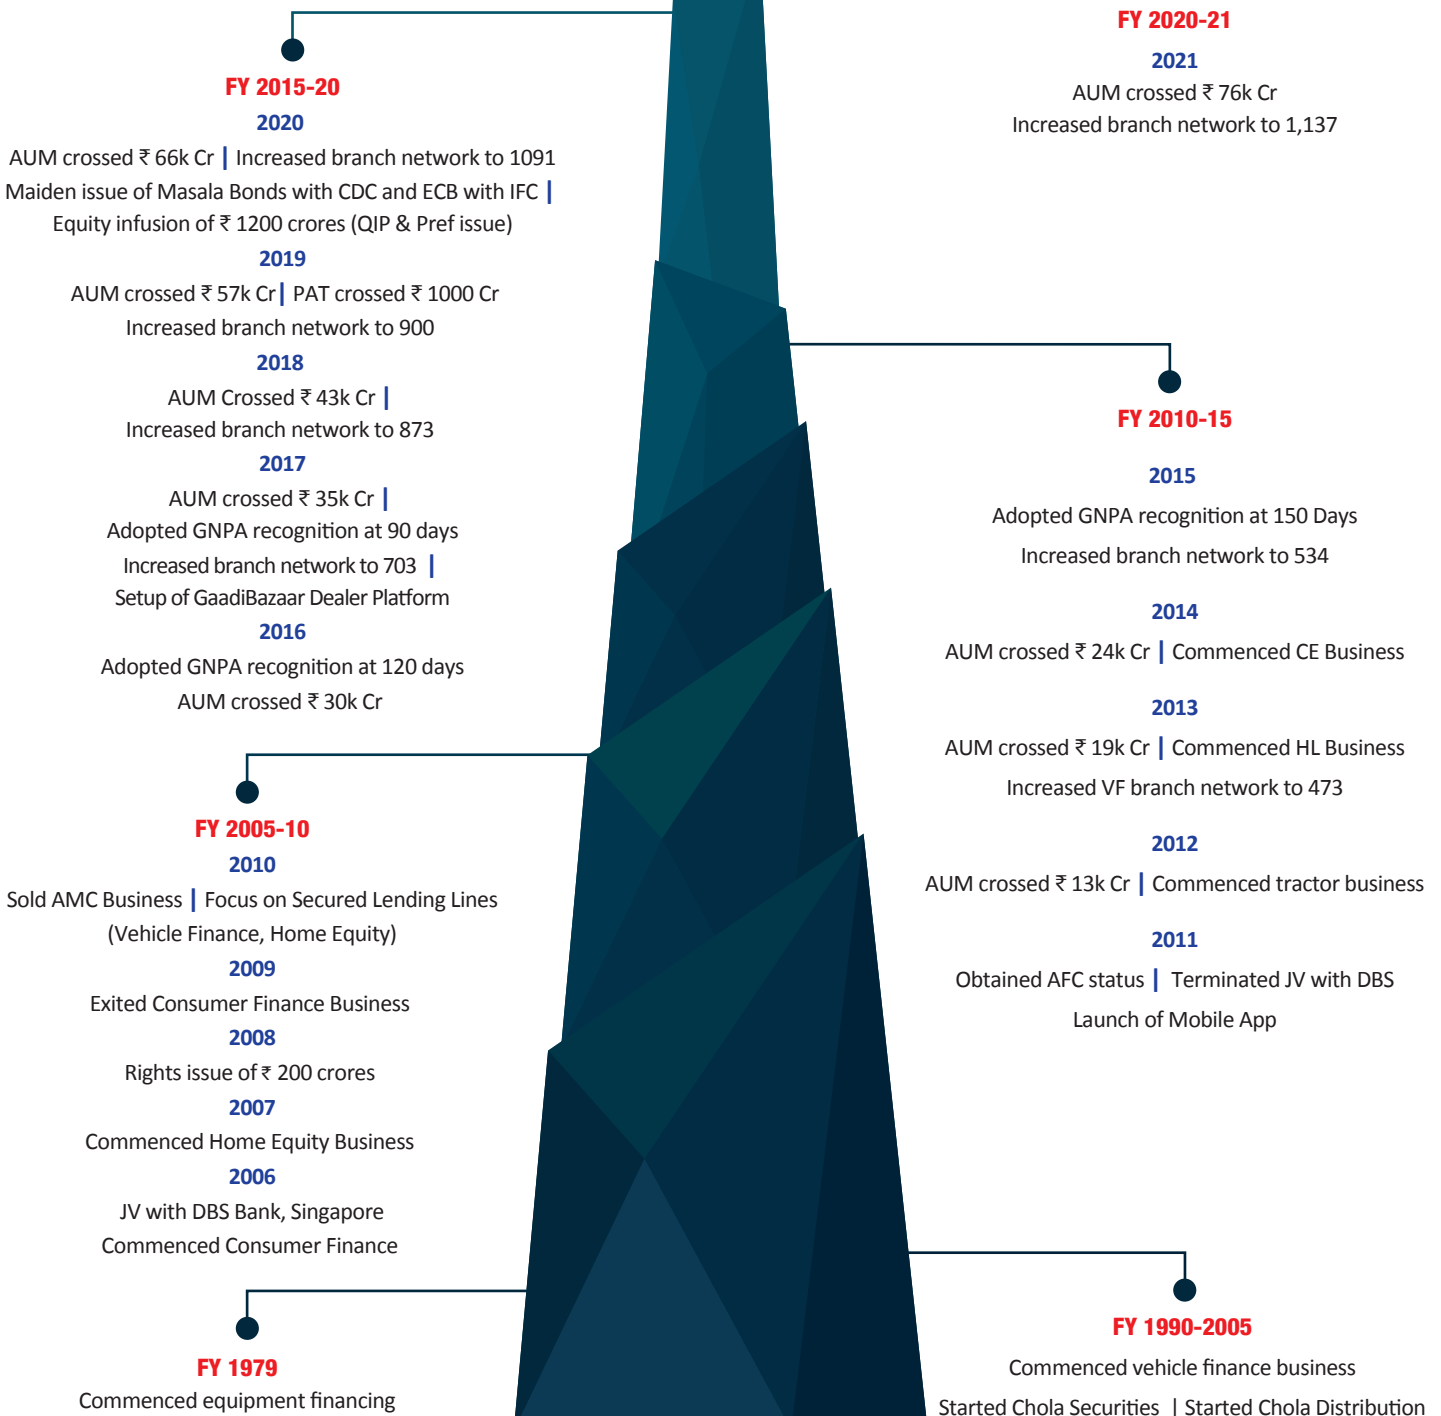 FY 2015-20
2020
AUM crossed ₹ 66k Cr | Increased branch network to 1091
Maiden issue of Masala Bonds with CDC and ECB with IFC |
Equity infusion of ₹ 1200 crores (QIP & Pref issue)
2019
AUM crossed ₹ 57k Cr | PAT crossed ₹ 1000 Cr
Increased branch network to 900
2018
AUM Crossed ₹ 43k Cr |
Increased branch network to 873
2017
AUM crossed ₹ 35k Cr |
Adopted GNPA recognition at 90 days
Increased branch network to 703 |
Setup of GaadiBazaar Dealer Platform
2016
Adopted GNPA recognition at 120 days
AUM crossed ₹ 30k Cr
FY 2005-10
2010
Sold AMC Business | Focus on Secured Lending Lines
(Vehicle Finance, Home Equity)
2009
Exited Consumer Finance Business
2008
Rights issue of ₹ 200 crores
2007
Commenced Home Equity Business
2006
JV with DBS Bank, Singapore
Commenced Consumer Finance
FY 1979
Commenced equipment financing
FY 2020-21
2021
AUM crossed ₹ 76k Cr
Increased branch network to 1,137
FY 2010-15
2015
Adopted GNPA recognition at 150 Days
Increased branch network to 534
2014
AUM crossed ₹ 24k Cr | Commenced CE Business
2013
AUM crossed ₹ 19k Cr | Commenced HL Business
Increased VF branch network to 473
2012
AUM crossed ₹ 13k Cr | Commenced tractor business
2011
Obtained AFC status | Terminated JV with DBS
Launch of Mobile App
FY 1990-2005
Commenced vehicle finance business
Started Chola Securities | Started Chola Distribution